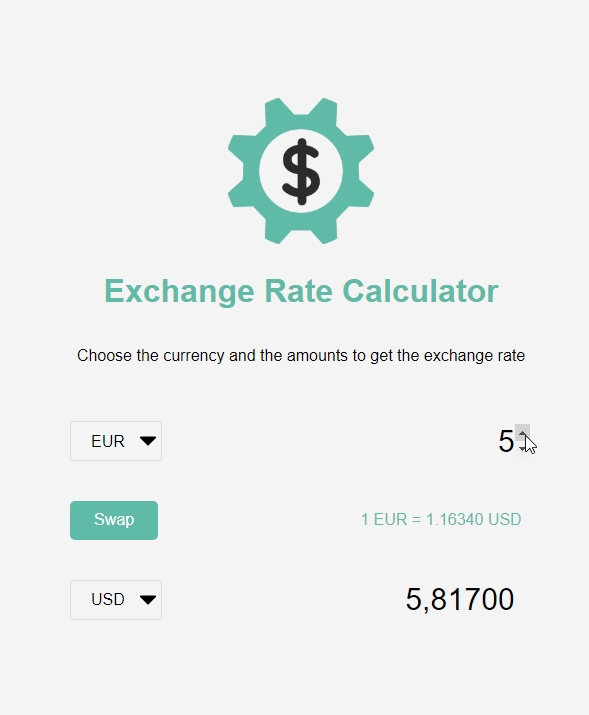 $
Exchange Rate Calculator
Choose the currency and the amounts to get the exchange rate
EUR 5
Swap 1 EUR = 1.16340 USD
USD 5,81700